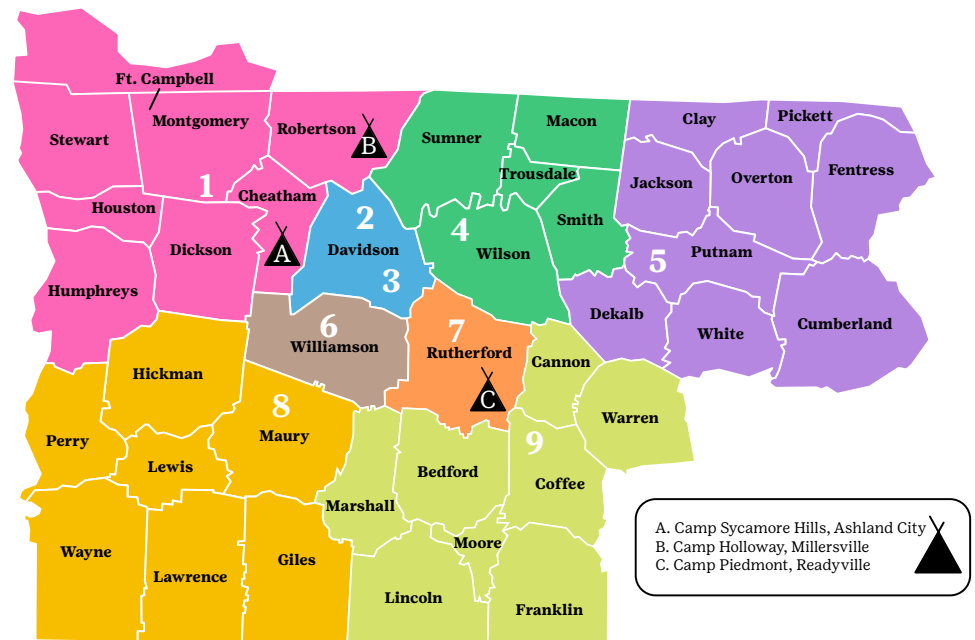 Ft. Campbell
Stewart
Montgomery
Robertson
B
Sumner
Macon
Clay
Pickett
Trousdale
Jackson
Overton
Fentress
1
Cheatham
Houston
2
4
Smith
Dickson
A
Davidson
Wilson
5
Putnam
3
Humphreys
6
Williamson
7
Rutherford
Dekalb
White
Cumberland
Cannon
Hickman
C
8
Maury
Warren
Perry
Lewis
9
Bedford
Coffee
Marshall
Wayne
Lawrence
Giles
Moore
Lincoln
Franklin
A. Camp Sycamore Hills, Ashland City
B. Camp Holloway, Millersville
C. Camp Piedmont, Readyville